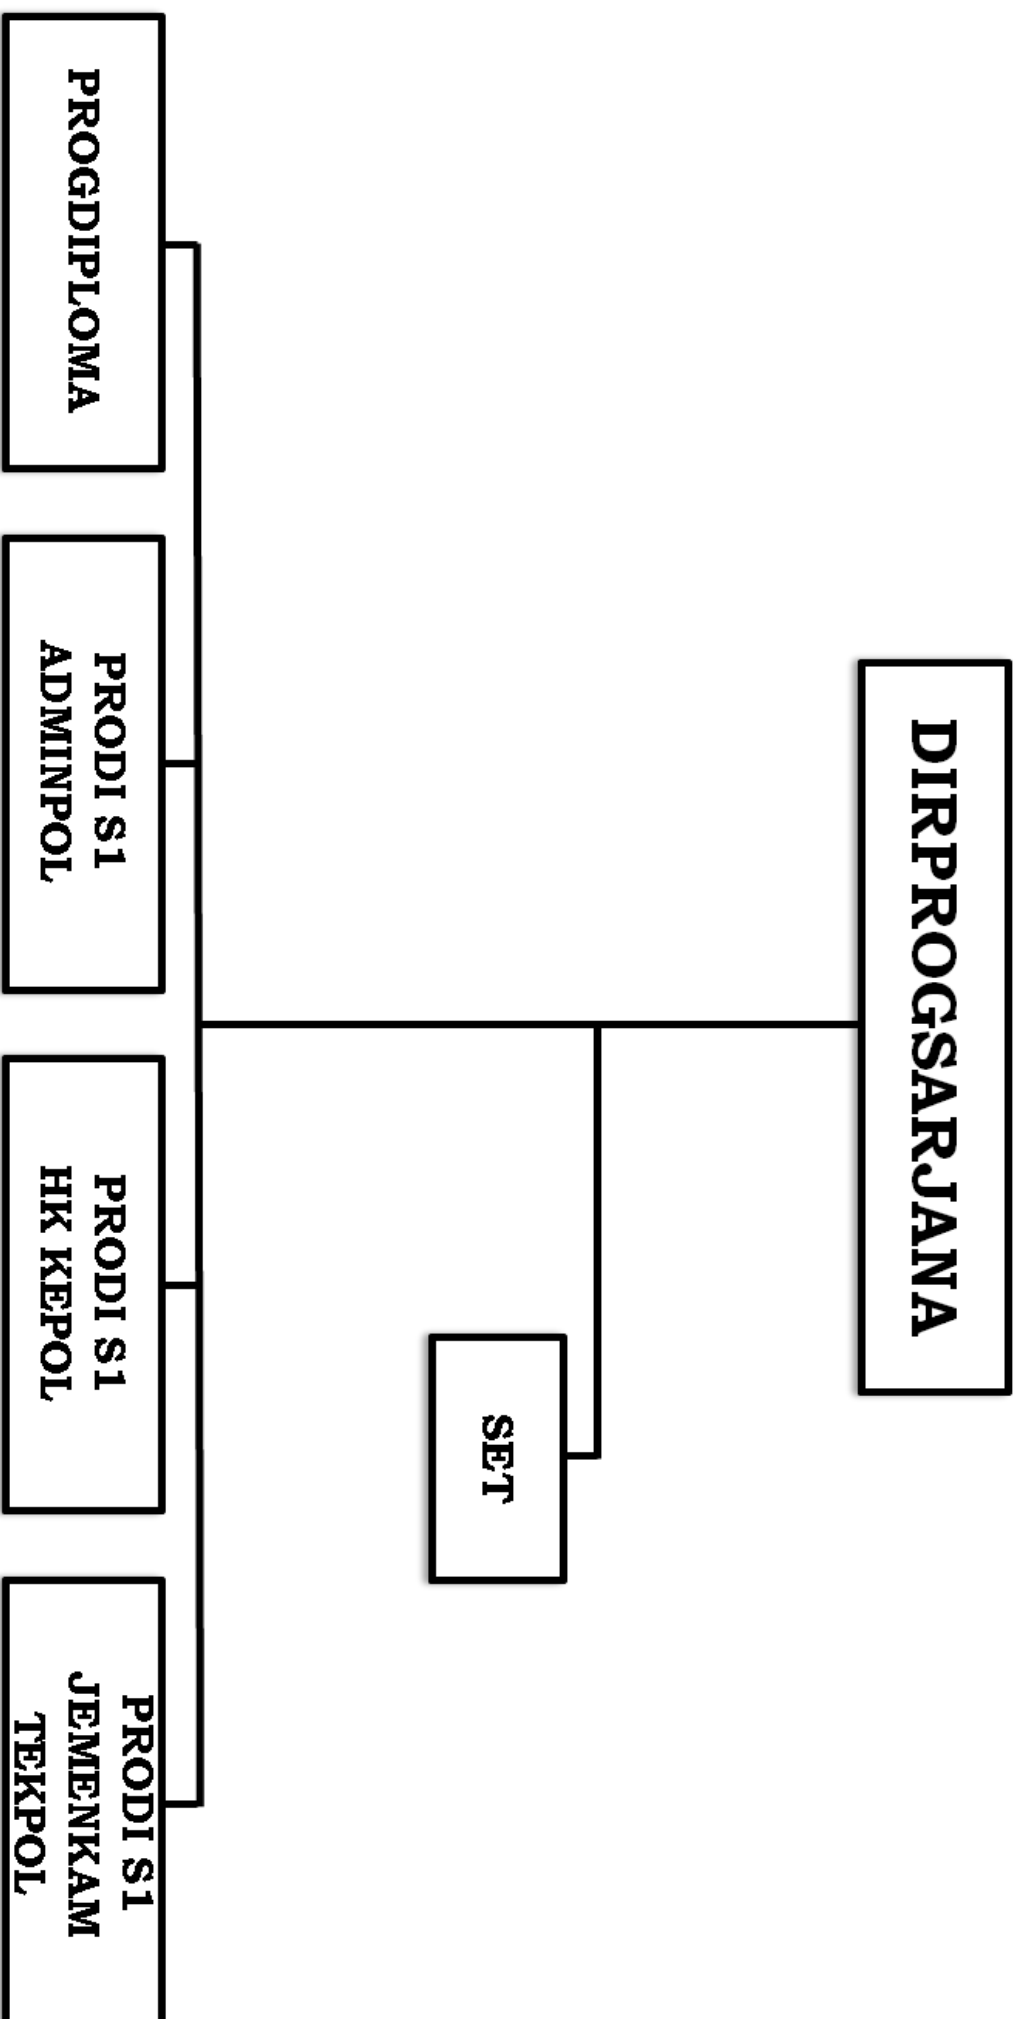 DIRPROGSARJANA
SET
PROGDIPLOMA
PRODI S1
ADMINPOL
PRODI S1
HK KEPOL
PRODI S1
JEMENKAM
TEKPOL